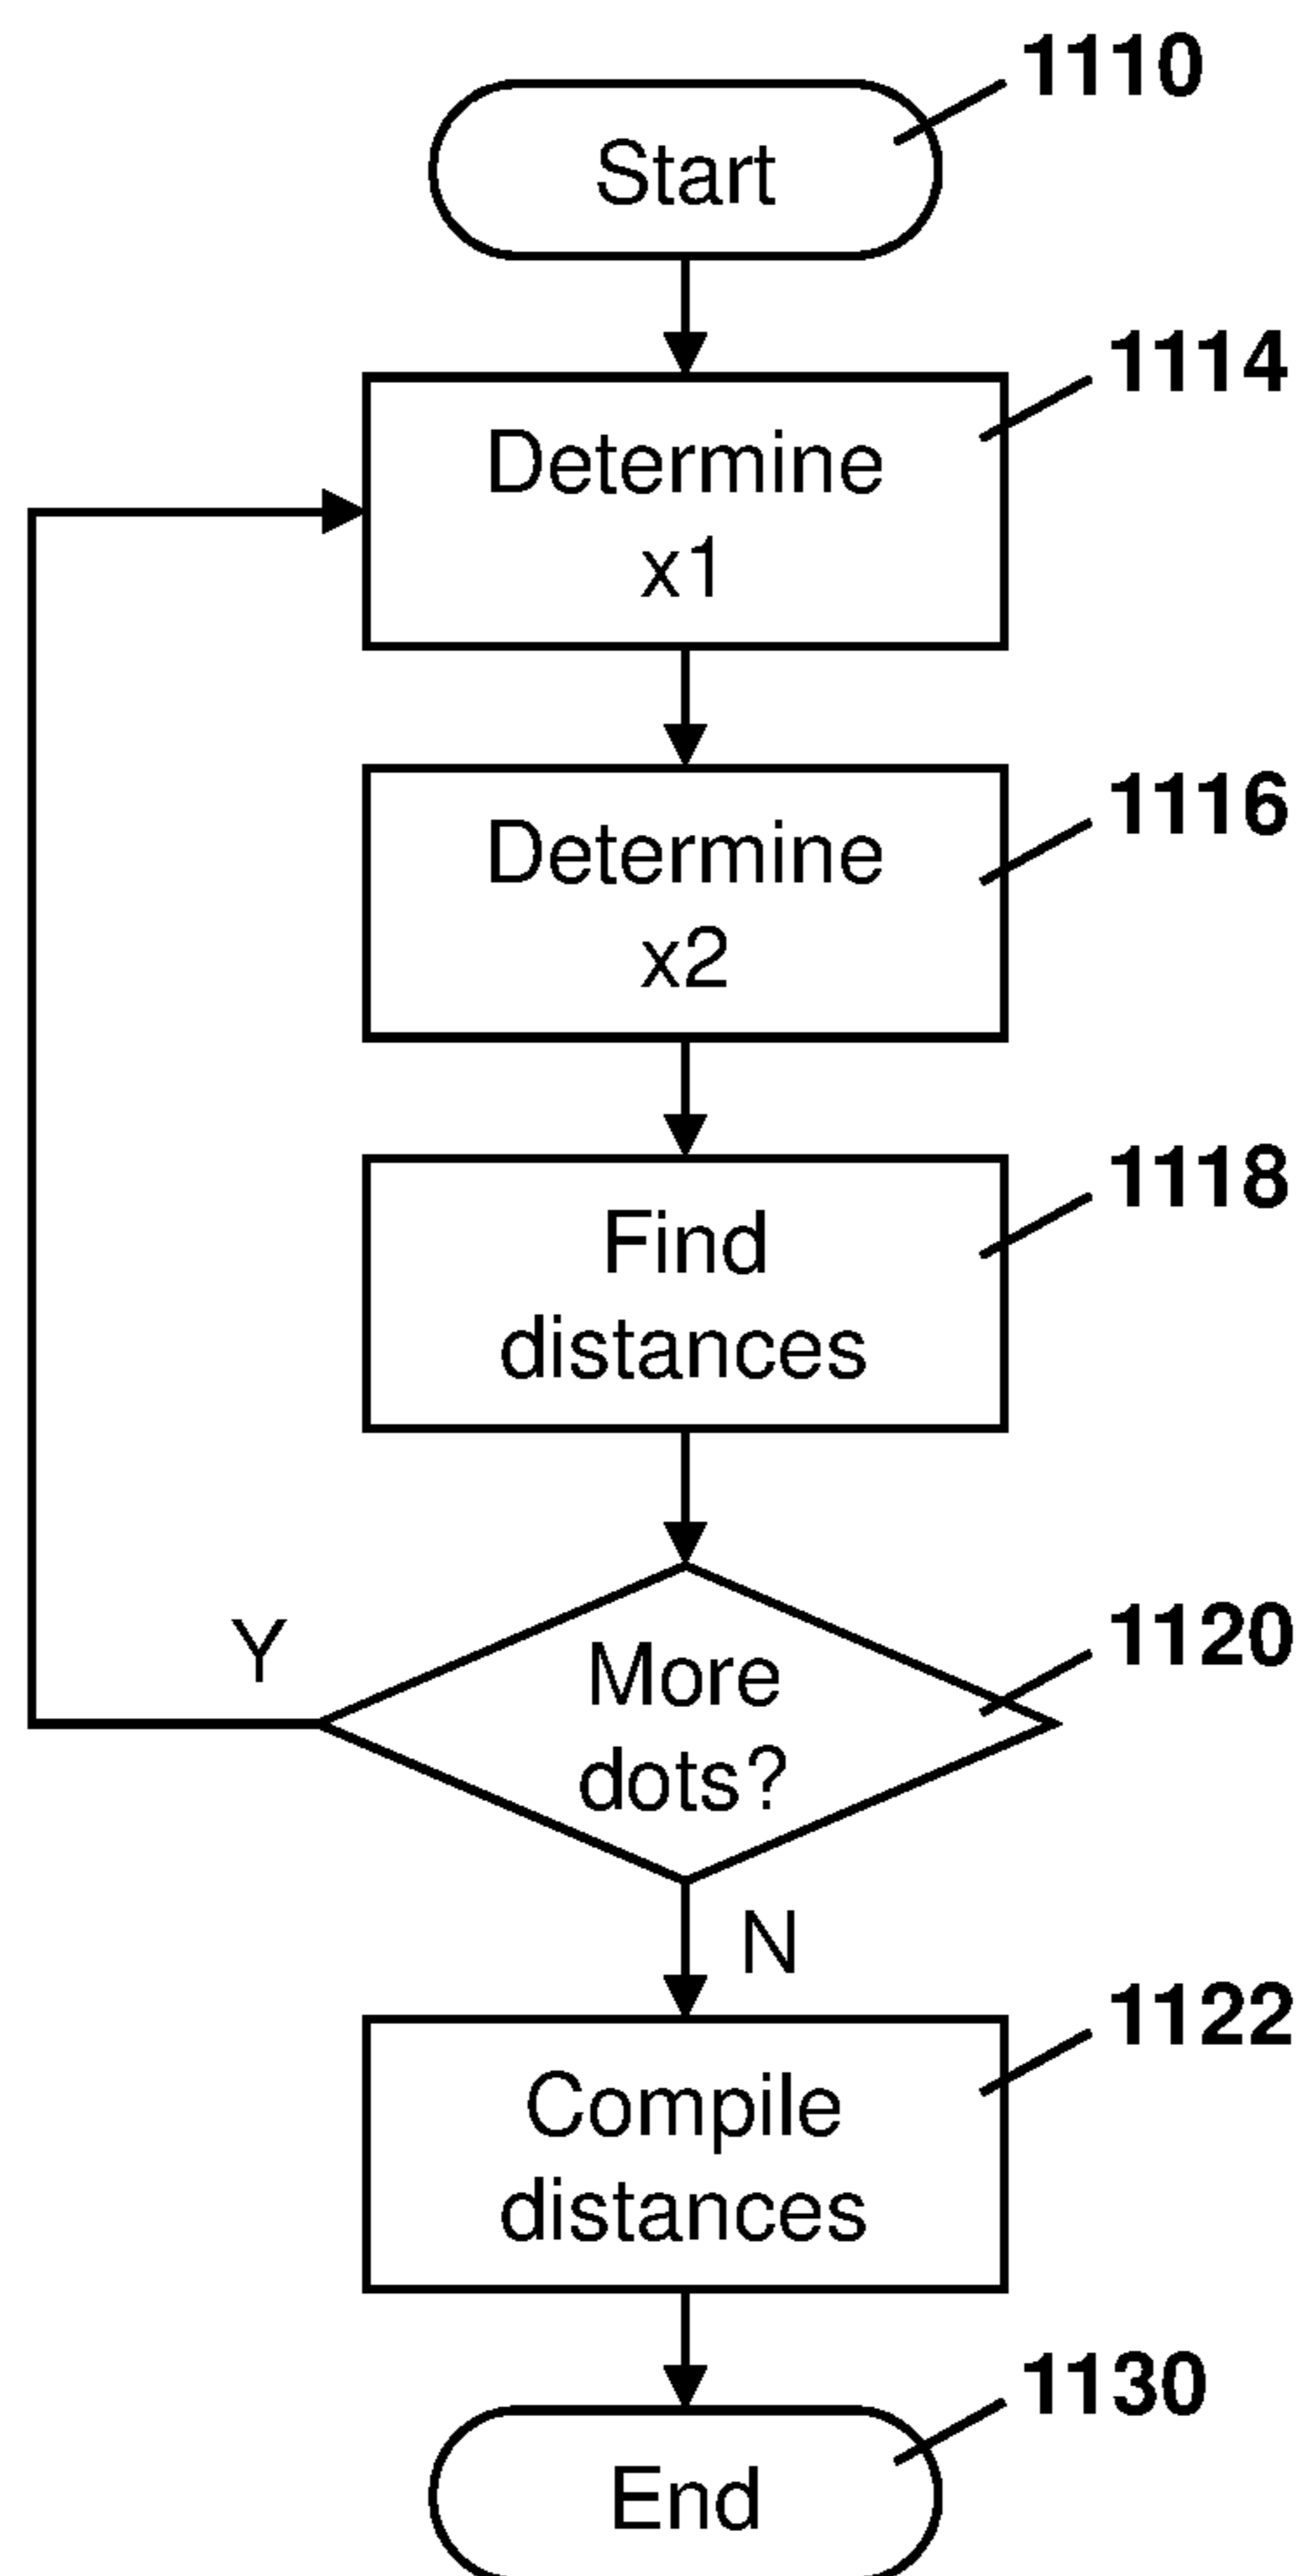 1110
Start
1114
Determine
x1
1116
Determine
x2
1118
Find
distances
1120
Y
More
dots?
N
1122
Compile
distances
1130
End